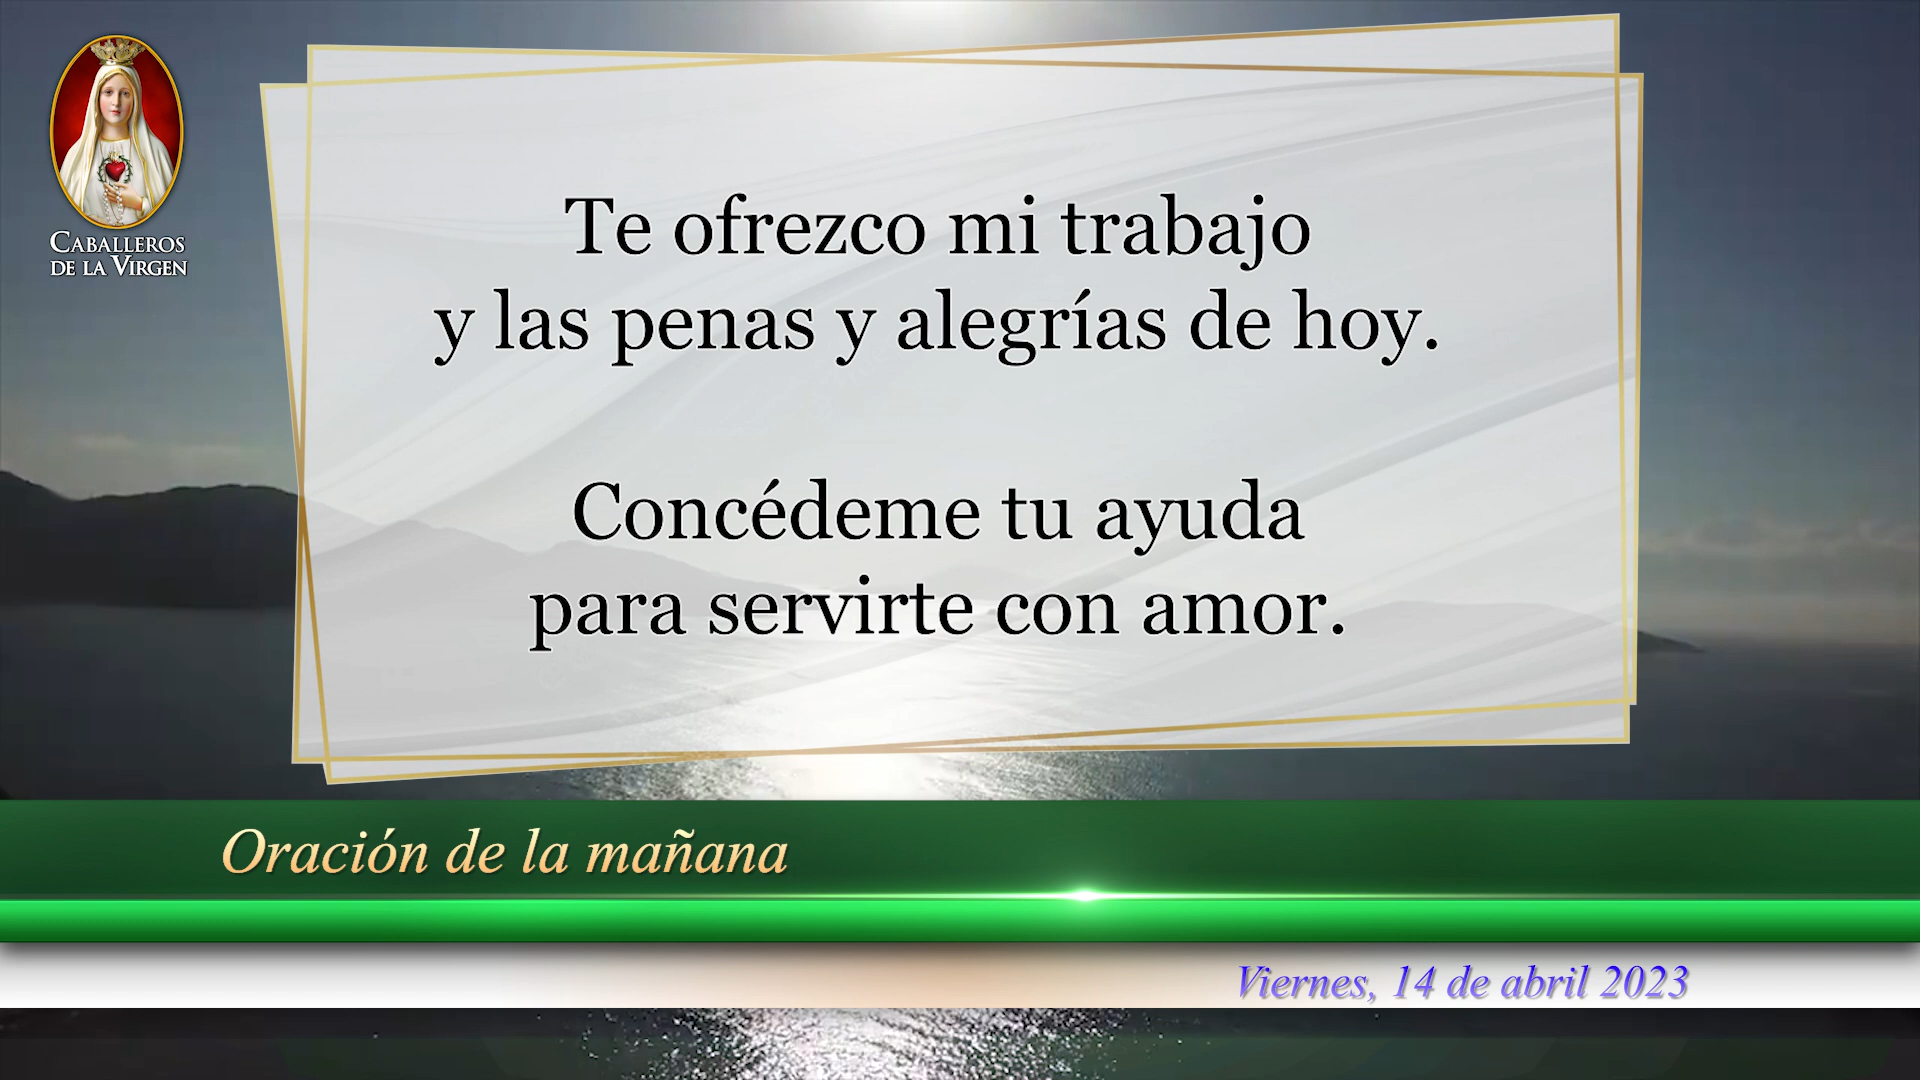 CABALLEROS
DE LA VIRGEN
Te ofrezco mi trabajo
y las penas y alegrías de hoy.
Concédeme tu ayuda
para servirte con amor.
Oración de la mañana
Viernes, 14 de abril 2023